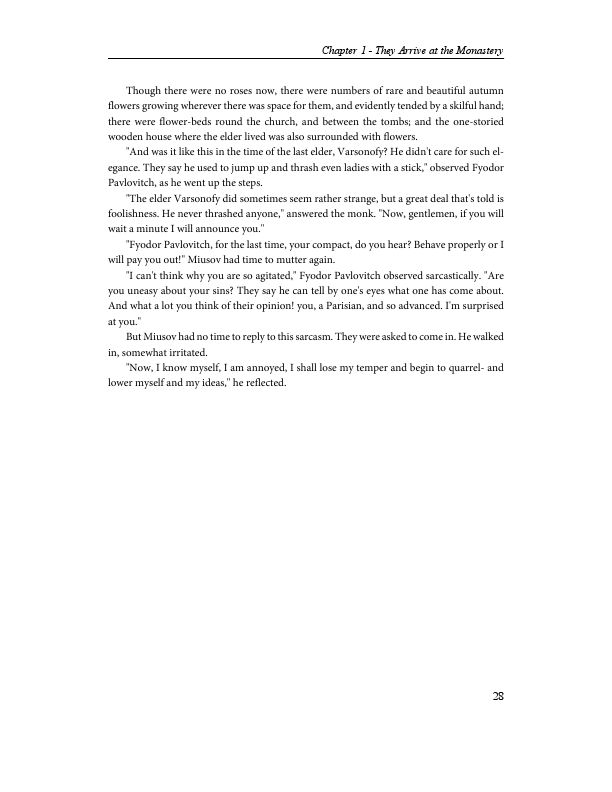 Chapter 1 - They Arrive at the Monastery
Though there were no roses now, there were numbers of rare and beautiful autumn
flowers growing wherever there was space for them, and evidently tended by a skilful hand;
there were flower-beds round the church, and between the tombs; and the one-storied
wooden house where the elder lived was also surrounded with flowers.
"And was it like this in the time of the last elder, Varsonofy? He didn't care for such el-
egance. They say he used to jump up and thrash even ladies with a stick," observed Fyodor
Pavlovitch, as he went up the steps.
"The elder Varsonofy did sometimes seem rather strange, but a great deal that's told is
foolishness. He never thrashed anyone," answered the monk. "Now, gentlemen, if you will
wait a minute I will announce you."
"Fyodor Pavlovitch, for the last time, your compact, do you hear? Behave properly or I
will pay you out!" Miusov had time to mutter again.
"I can't think why you are so agitated," Fyodor Pavlovitch observed sarcastically. "Are
you uneasy about your sins? They say he can tell by one's eyes what one has come about.
And what a lot you think of their opinion! you, a Parisian, and so advanced. I'm surprised
at you."
But Miusov had no time to reply to this sarcasm. They were asked to come in. He walked
in, somewhat irritated.
"Now, I know myself, I am annoyed, I shall lose my temper and begin to quarrel- and
lower myself and my ideas," he reflected.
28